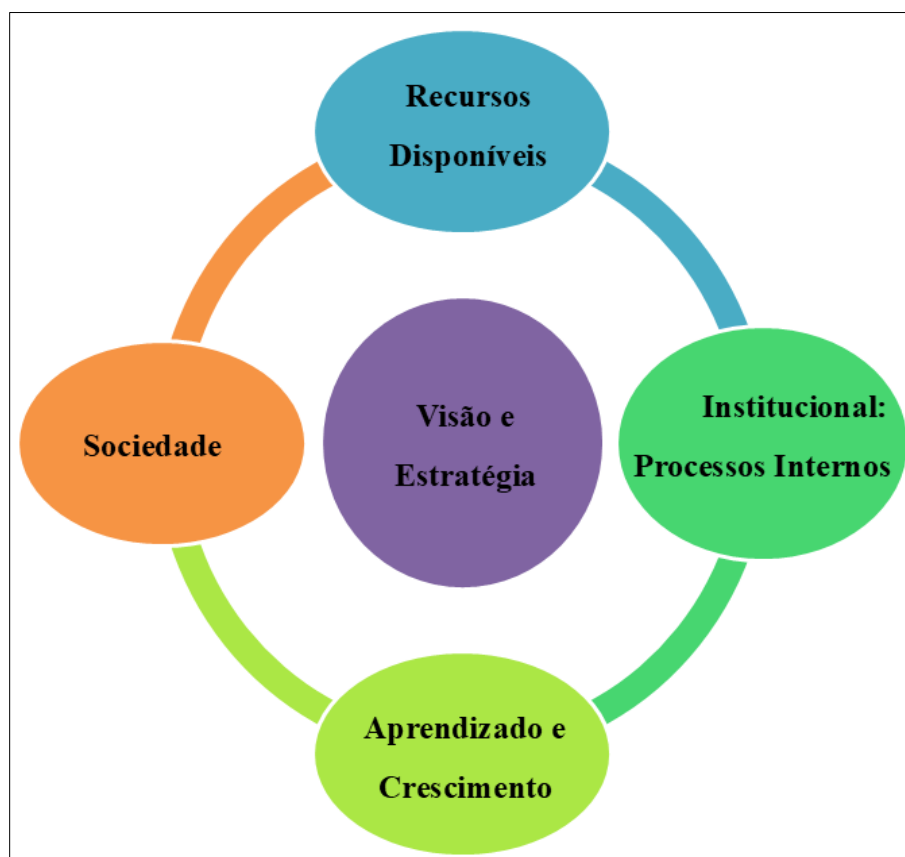 Recursos
Disponíveis
Sociedade
Visão e
Estratégia
Institucional:
Processos Internos
Aprendizado e
Crescimento